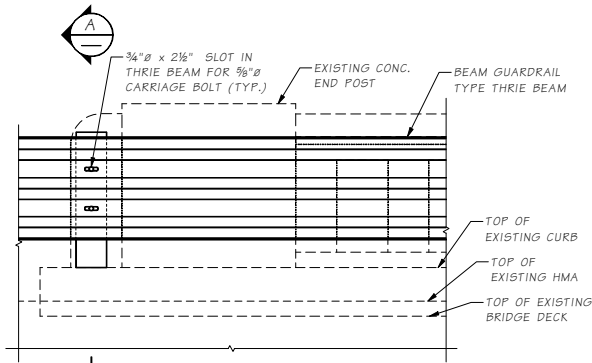 A
¾"ø x 2½" SLOT IN
THRIE BEAM FOR ⅝"ø
CARRIAGE BOLT (TYP.)
EXISTING CONC.
END POST
BEAM GUARDRAIL
TYPE THRIE BEAM
TOP OF
EXISTING CURB
TOP OF
EXISTING HMA
TOP OF EXISTING
BRIDGE DECK